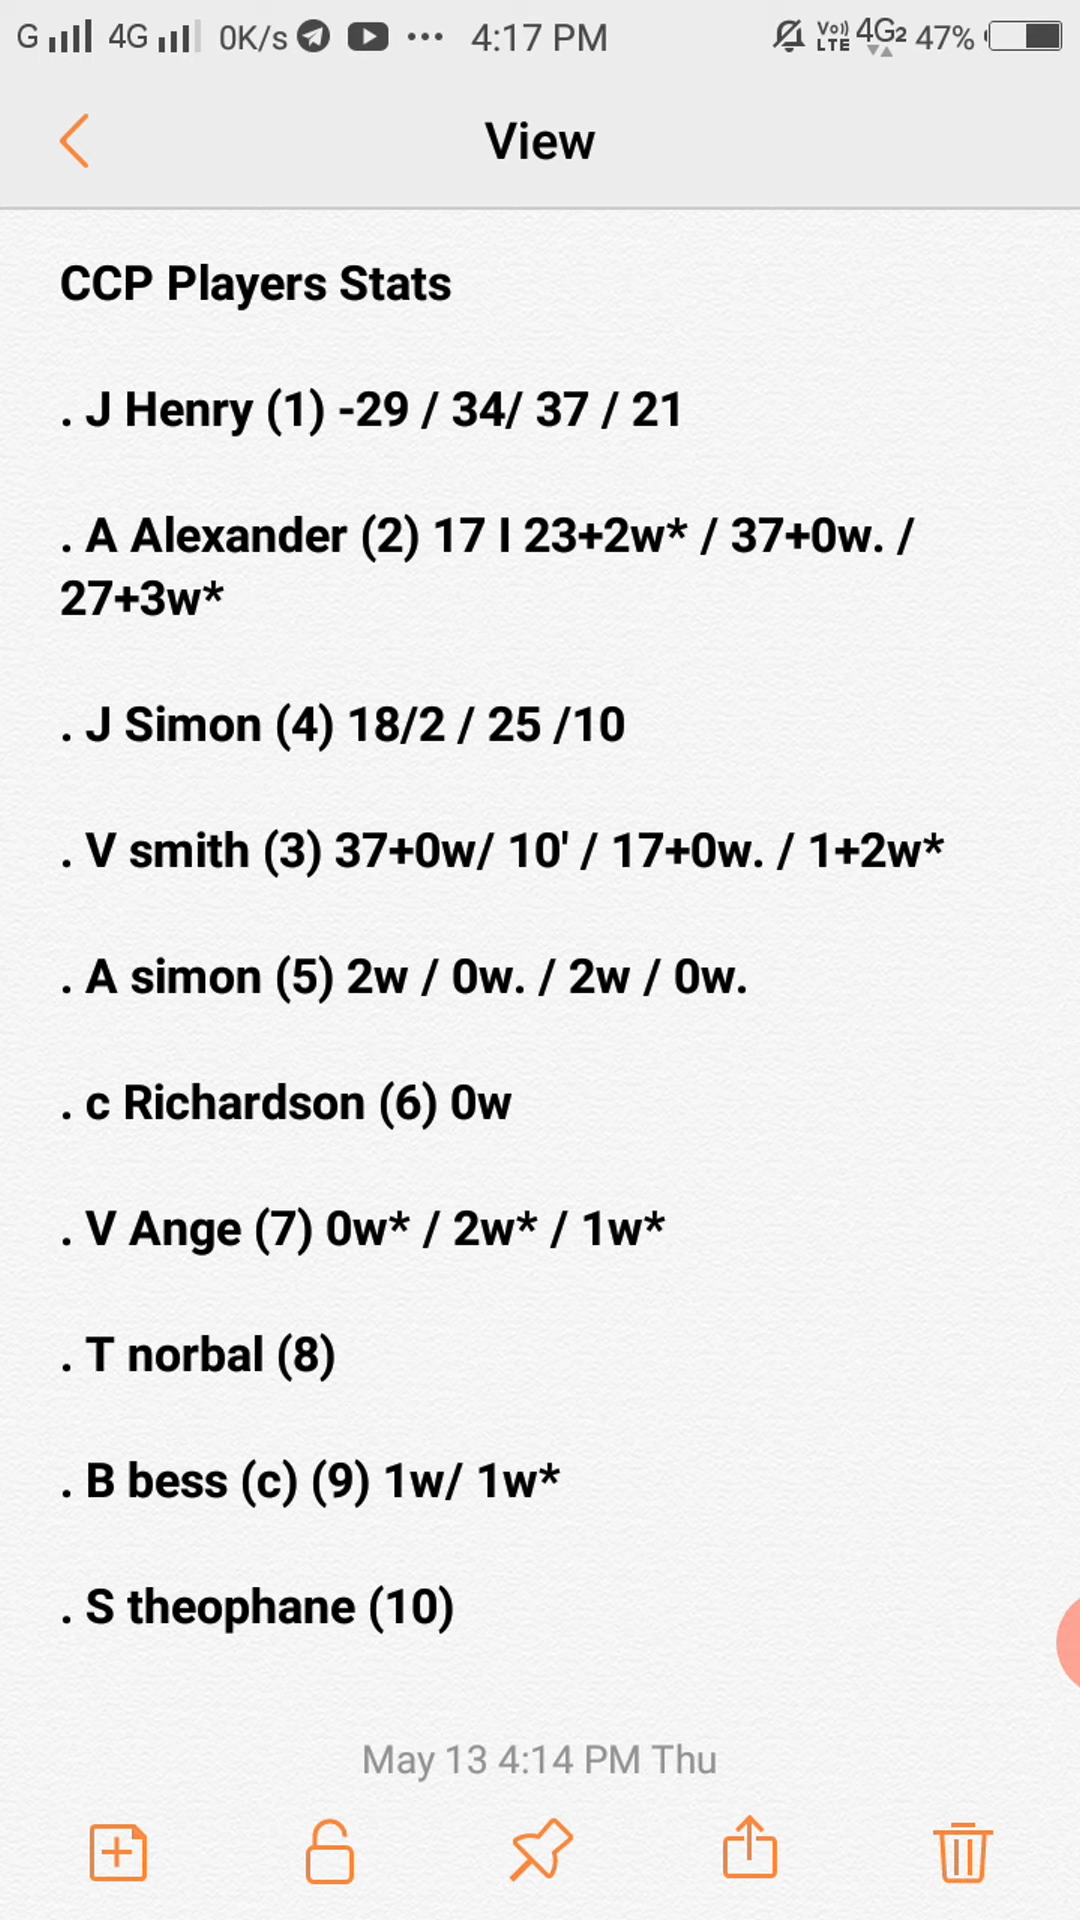 G 4G 0K/s ••• 4:17 PM Vo)) LTE 4G2 47%
View
CCP Players Stats
. J Henry (1) -29 / 34/ 37 / 21
. A Alexander (2) 17 I 23+2w* / 37+0w. /
27+3w*
. J Simon (4) 18/2 / 25 /10
. V smith (3) 37+0w/ 10' / 17+0w. / 1+2w*
. A simon (5) 2w / 0w. / 2w / 0w.
. c Richardson (6) 0w
. V Ange (7) 0w* / 2w* / 1w*
. T norbal (8)
. B bess (c) (9) 1w/ 1w*
. S theophane (10)
May 13 4:14 PM Thu